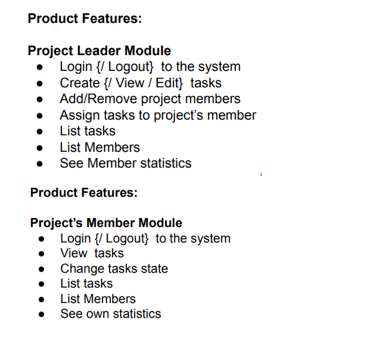 Product Features:
Project Leader Module
● Login {/ Logout} to the system
● Create {/ View / Edit} tasks
● Add/Remove project members
● Assign tasks to project's member
● List tasks
● List Members
● See Member statistics
Product Features:
Project's Member Module
● Login {/ Logout} to the system
● View tasks
● Change tasks state
● List tasks
● List Members
● See own statistics